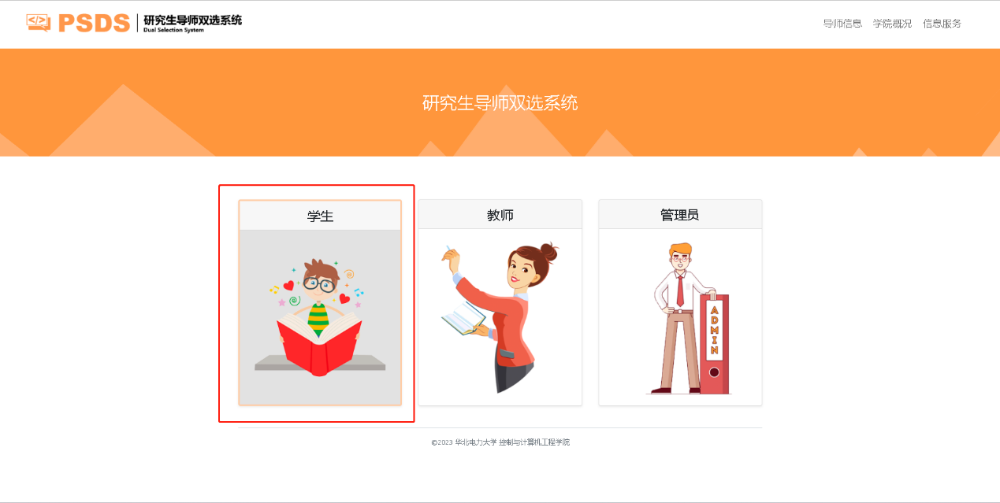 PSDS 研究生导师双选系统
Dual Selection System
导师信息 学院概况 信息服务
研究生导师双选系统
学生 教师 管理员
ADMIN
©2023 华北电力大学 控制与计算机工程学院